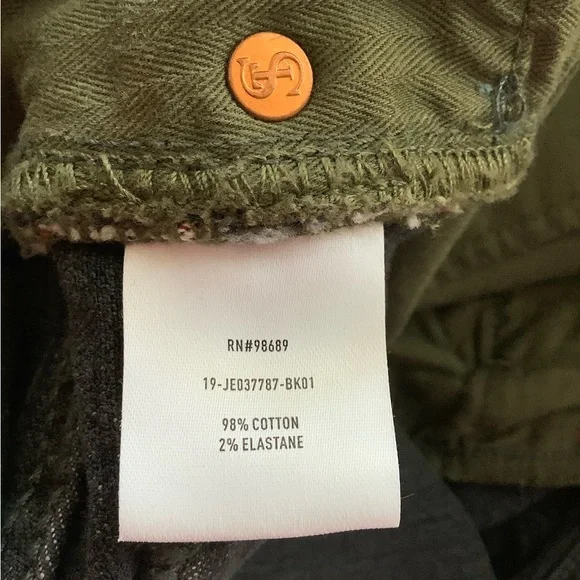 RN#98689
19-JE037787-BK01
98% COTTON
2% ELASTANE